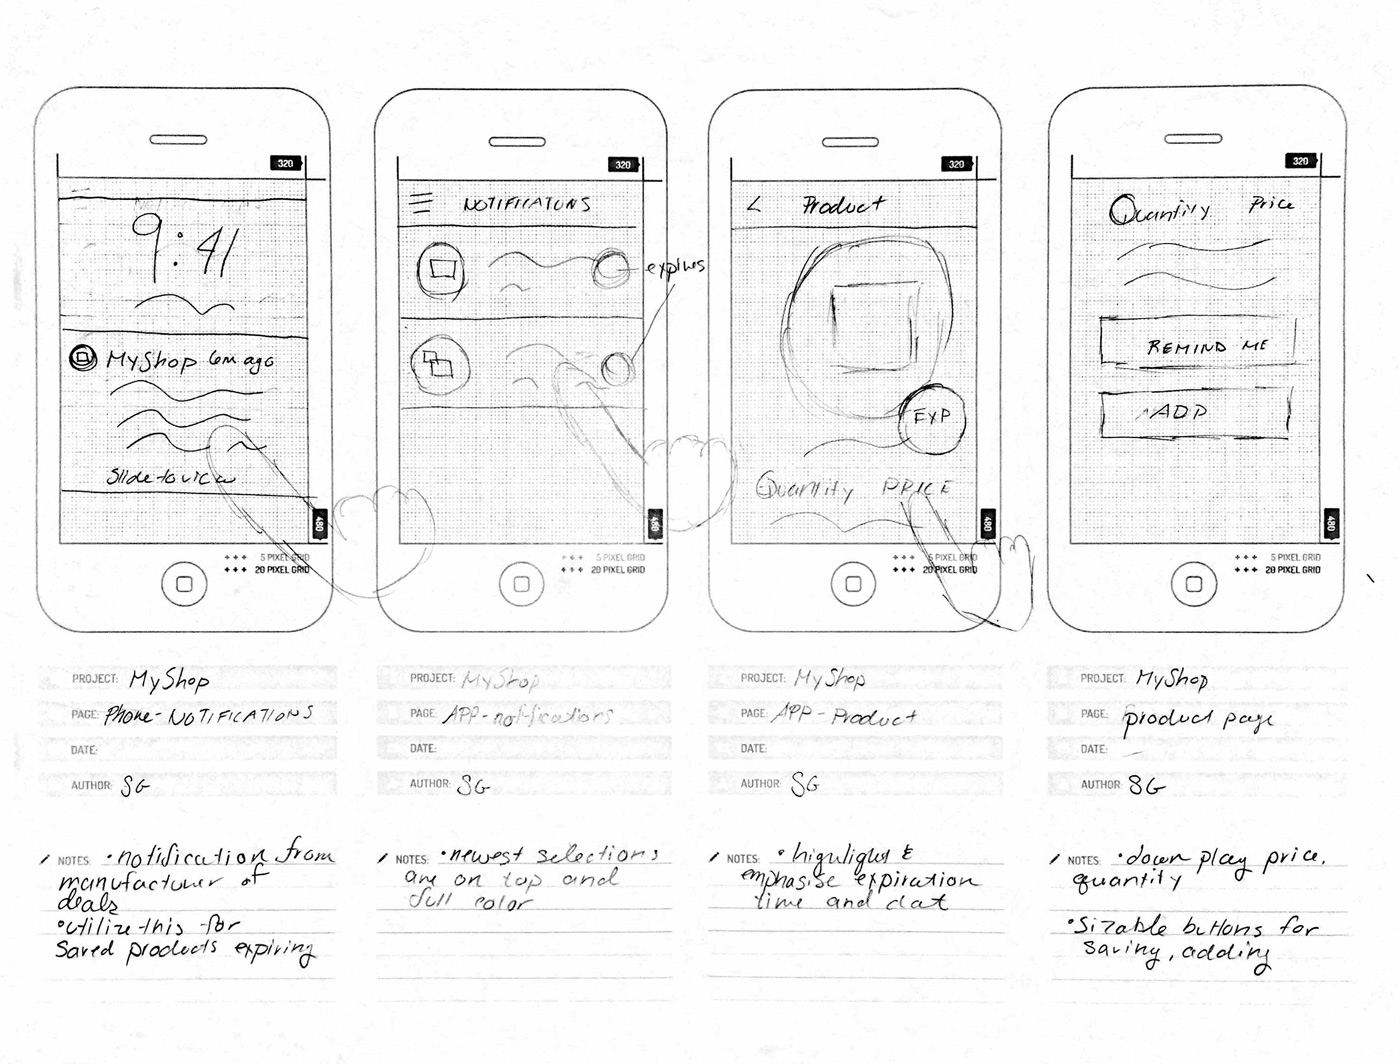 320
9:41
MyShop 6m ago
Slide to view
480
5 PIXEL GRID
20 PIXEL GRID
PROJECT: MyShop
PAGE: Phone-NOTIFICATIONS
DATE:
AUTHOR: SG
NOTES: •notification from
manufacturer of
deals
•utilize this for
saved products expiring
320
NOTIFICATIONS
expires
480
5 PIXEL GRID
20 PIXEL GRID
PROJECT: MyShop
PAGE: APP-notifications
DATE:
AUTHOR: SG
NOTES: •newest selections
are on top and
full color
320
< Product
EXP
Quantity PRICE
480
5 PIXEL GRID
20 PIXEL GRID
PROJECT: MyShop
PAGE: APP-Product
DATE:
AUTHOR: SG
NOTES: • highlight &
emphasise expiration
time and dat
320
Quantity Price
REMIND ME
ADD
480
5 PIXEL GRID
20 PIXEL GRID
PROJECT: MyShop
PAGE: product page
DATE:
AUTHOR: SG
NOTES: •down play price,
quantity
•Sizable buttons for
saving, adding